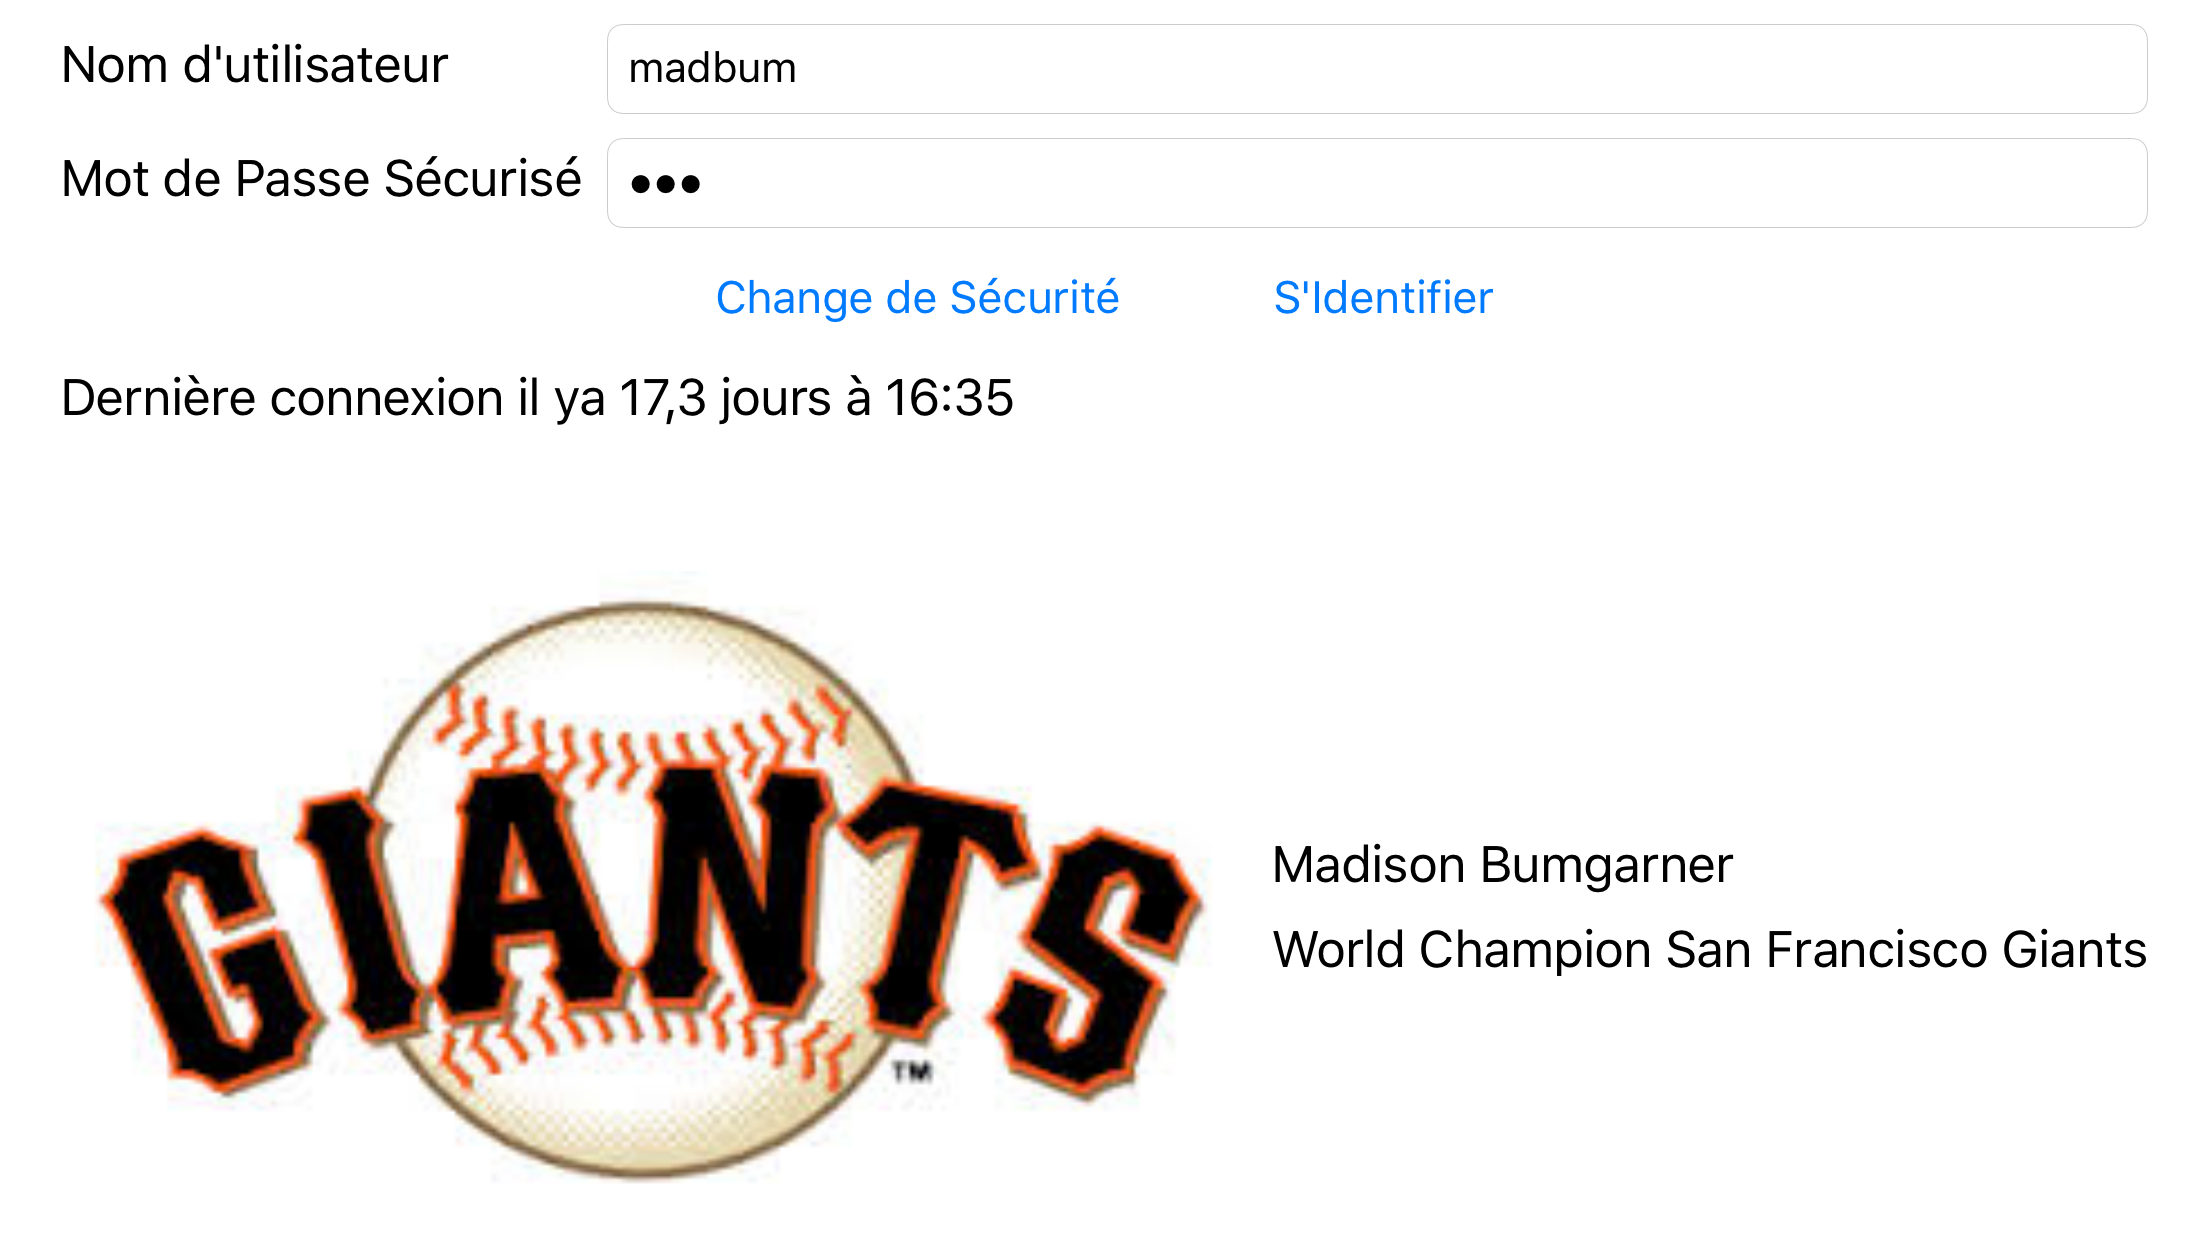 Nom d'utilisateur
madbum
Mot de Passe Sécurisé
•••
Change de Sécurité
S'Identifier
Dernière connexion il ya 17,3 jours à 16:35
GIANTS
TM
Madison Bumgarner
World Champion San Francisco Giants